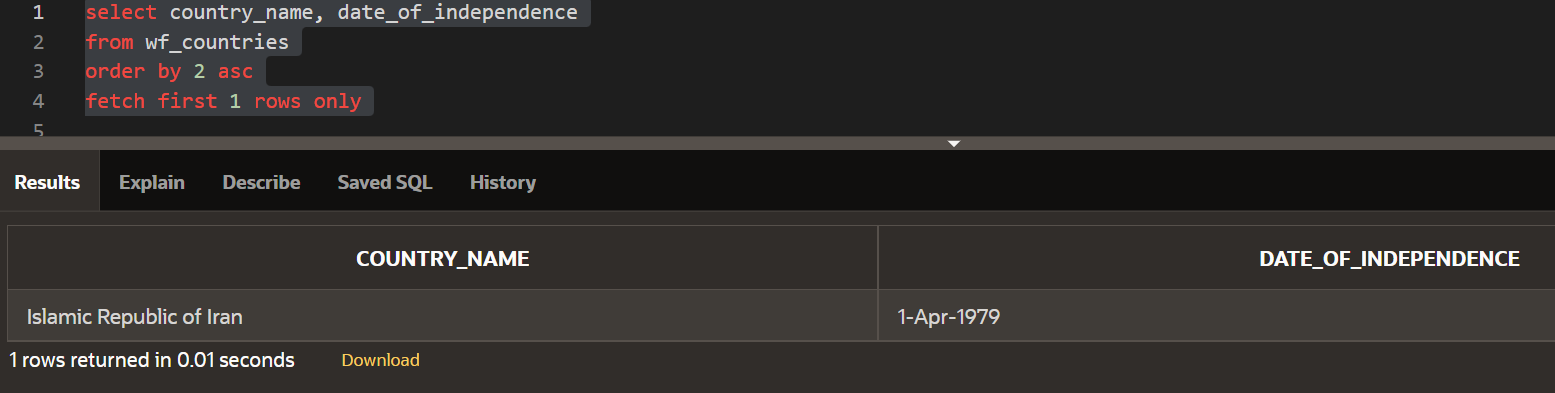 1 select country_name, date_of_independence
2 from wf_countries
3 order by 2 asc
4 fetch first 1 rows only
5
Results Explain Describe Saved SQL History
COUNTRY_NAME DATE_OF_INDEPENDENCE
Islamic Republic of Iran 1-Apr-1979
1 rows returned in 0.01 seconds Download